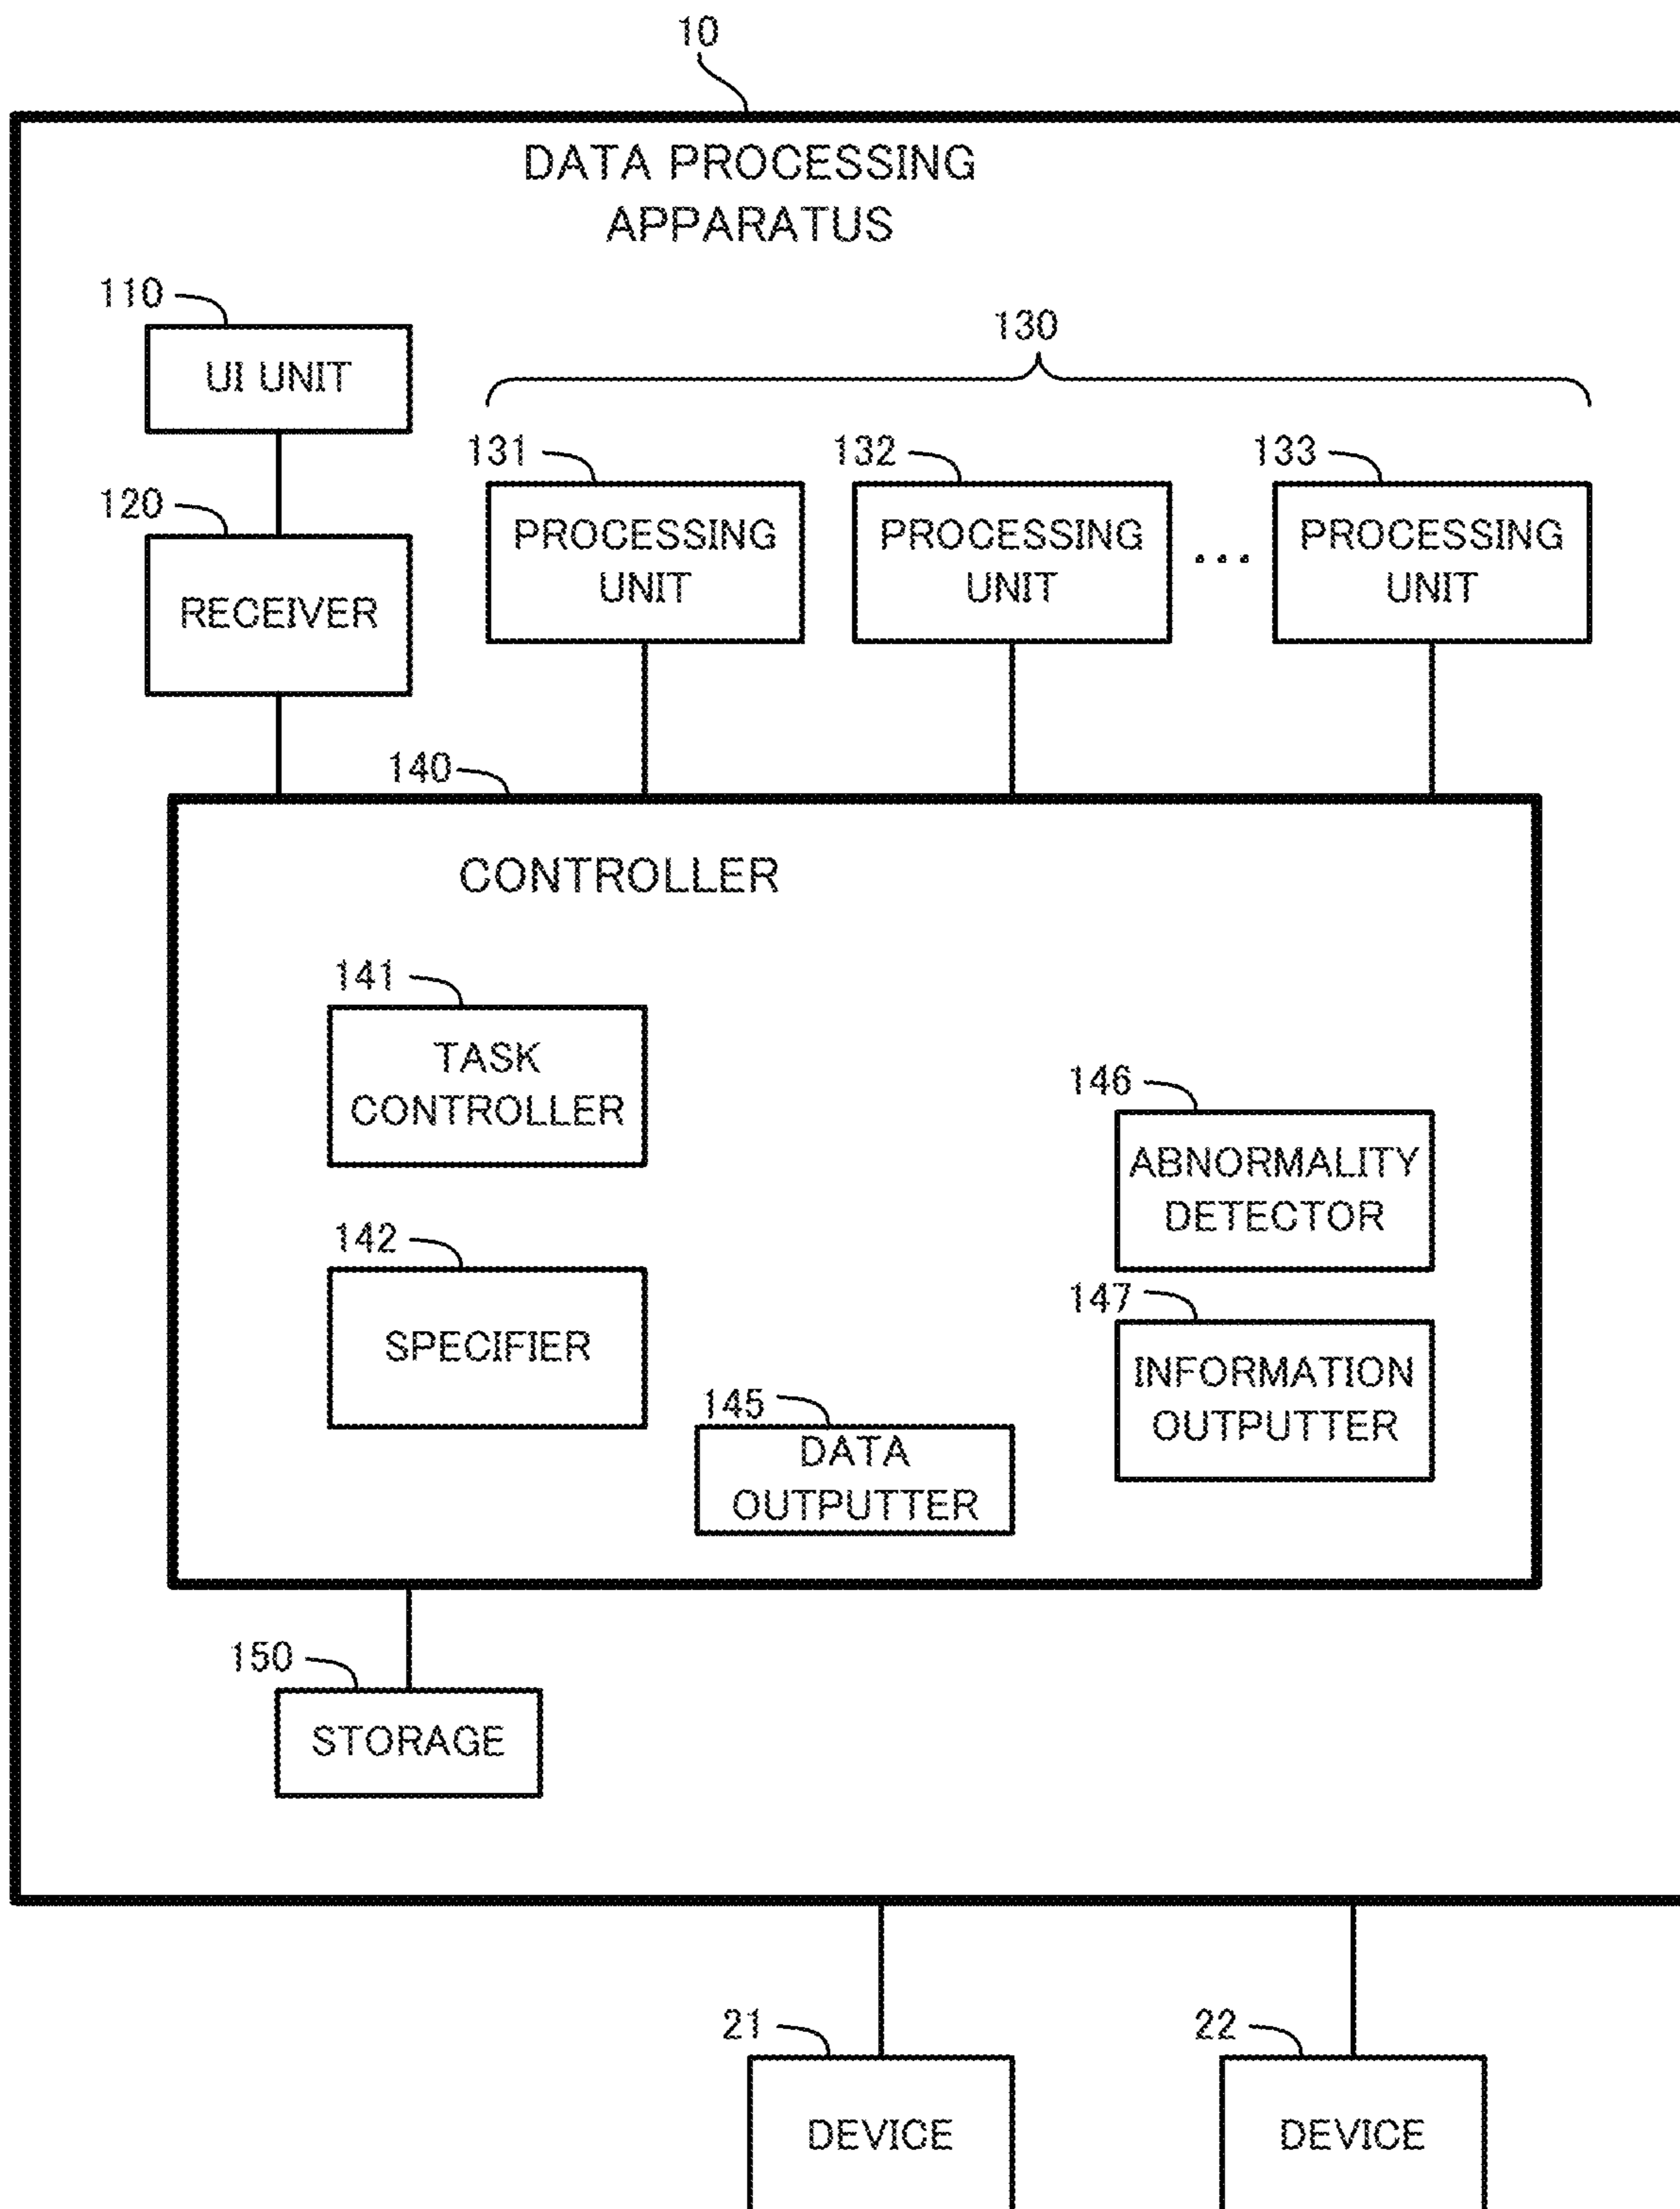 10
DATA PROCESSING
APPARATUS
110
UI UNIT
130
131
132
133
120
PROCESSING
UNIT
PROCESSING
UNIT
...
PROCESSING
UNIT
RECEIVER
140
CONTROLLER
141
TASK
CONTROLLER
146
ABNORMALITY
DETECTOR
142
SPECIFIER
147
INFORMATION
OUTPUTTER
145
DATA
OUTPUTTER
150
STORAGE
21
22
DEVICE
DEVICE